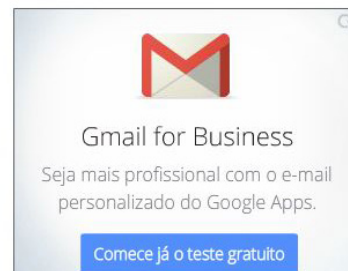 Gmail for Business
Seja mais profissional com o e-mail
personalizado do Google Apps.
Comece já o teste gratuito